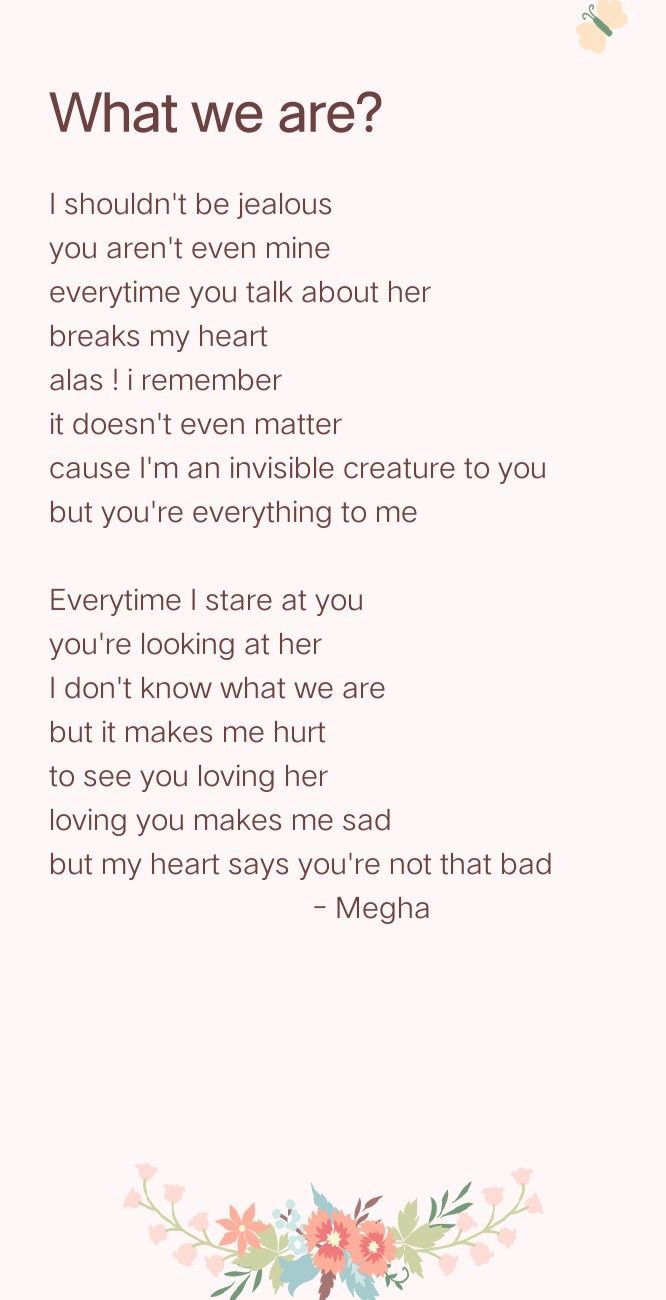 What we are?
I shouldn't be jealous
you aren't even mine
everytime you talk about her
breaks my heart
alas ! i remember
it doesn't even matter
cause I'm an invisible creature to you
but you're everything to me
Everytime I stare at you
you're looking at her
I don't know what we are
but it makes me hurt
to see you loving her
loving you makes me sad
but my heart says you're not that bad
- Megha